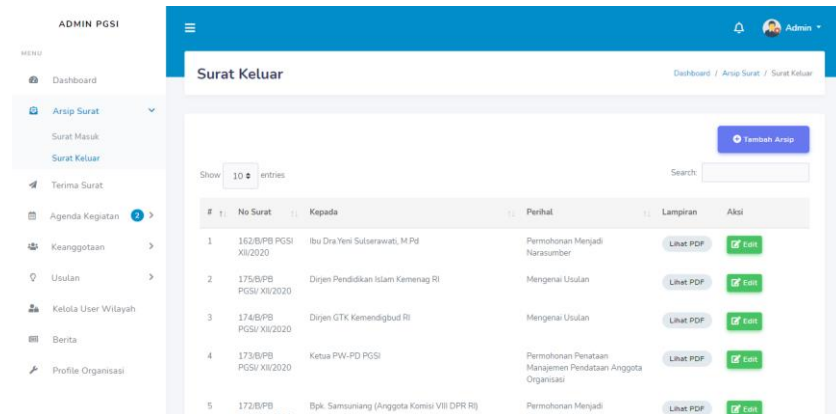 ADMIN PGSI
Admin
MENU
Dashboard
Arsip Surat
Surat Masuk
Surat Keluar
Terima Surat
Agenda Kegiatan 2
Keanggotaan
Usulan
Kelola User Wilayah
Berita
Profile Organisasi
Surat Keluar
Dashboard / Arsip Surat / Surat Keluar
Tambah Arsip
Show 10 entries
Search:
# No Surat Kepada Perihal Lampiran Aksi
1 162/B/PB PGSI XII/2020 Ibu Dra.Yeni Sulserawati, M.Pd Permohonan Menjadi Narasumber Lihat PDF Edit
2 175/B/PB PGSI/ XII/2020 Dirjen Pendidikan Islam Kemenag RI Mengenai Usulan Lihat PDF Edit
3 174/B/PB PGSI/ XII/2020 Dirjen GTK Kemendigbud RI Mengenai Usulan Lihat PDF Edit
4 173/B/PB PGSI/ XII/2020 Ketua PW-PD PGSI Permohonan Penataan Manajemen Pendataan Anggota Organisasi Lihat PDF Edit
5 172/B/PB Bpk. Samsuniang (Anggota Komisi VIII DPR RI) Permohonan Menjadi Lihat PDF Edit